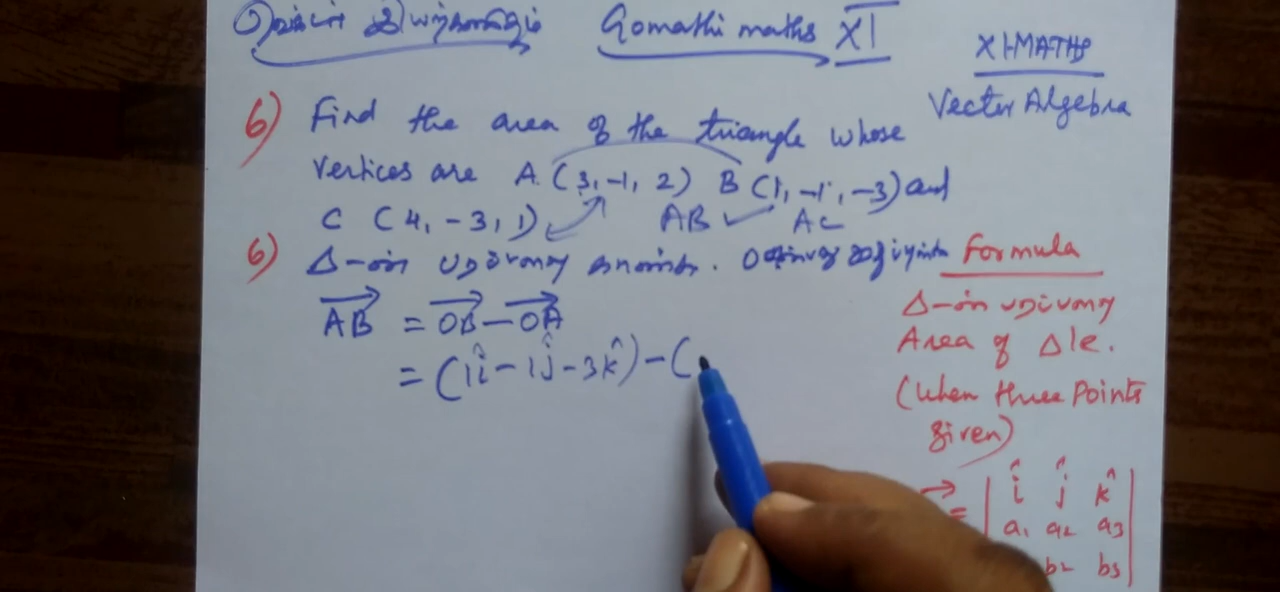 Gomathi maths XI
XI-MATHS
Vector Algebra
6) Find the area of the triangle whose
vertices are A (3, -1, 2) B (1, -1, -3) and
C (4, -3, 1) AB ✓ AC
6) Δ-ன்
AB = OB - OA
= (1î - 1ĵ - 3k̂) - (
Formula
Δ-ன்
Area of Δle.
(When three Points
given)
= | î ĵ k̂ |
a₁ a₂ a₃
b₂ b₃